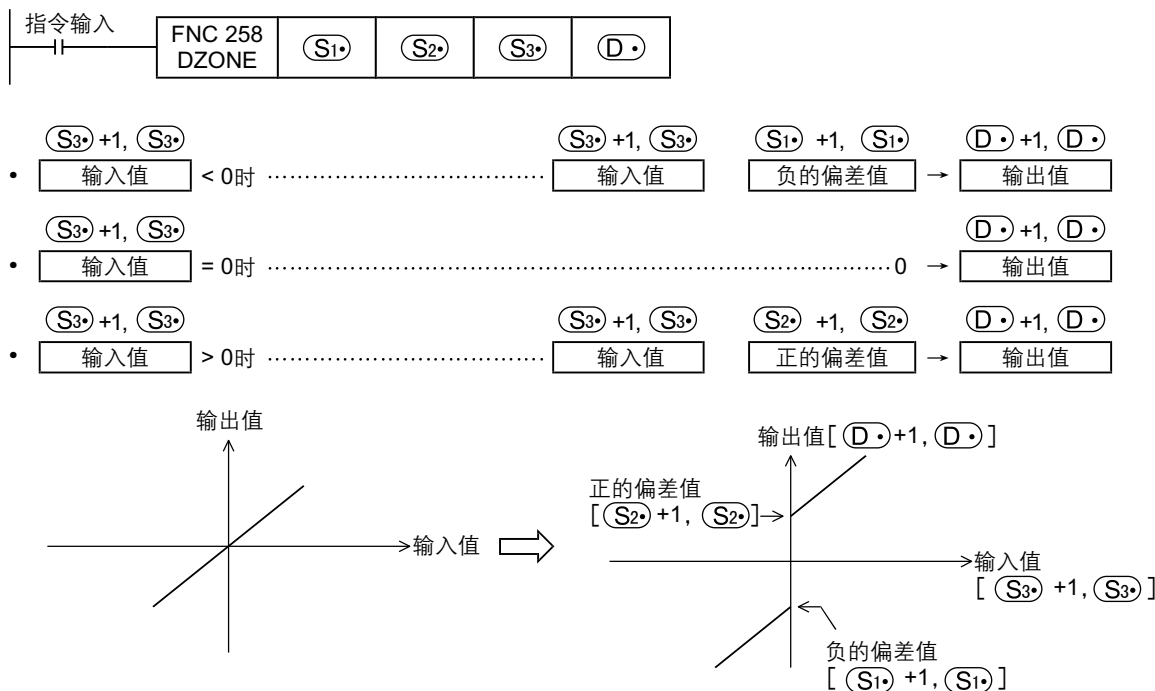 指令输入
FNC 258
DZONE
S1• S2• S3• D•
S3•+1, S3• S3•+1, S3• S1• +1, S1• D•+1, D•
• 输入值 < 0时 …………………………… 输入值 负的偏差值 → 输出值
S3•+1, S3• D•+1, D•
• 输入值 = 0时 ……………………………………………………………… 0 → 输出值
S3•+1, S3• S3•+1, S3• S2• +1, S2• D•+1, D•
• 输入值 > 0时 …………………………… 输入值 正的偏差值 → 输出值
输出值
输入值
输出值[D•+1, D•]
正的偏差值
[S2•+1, S2•]→
输入值
[S3• +1, S3•]
负的偏差值
[S1• +1, S1•]